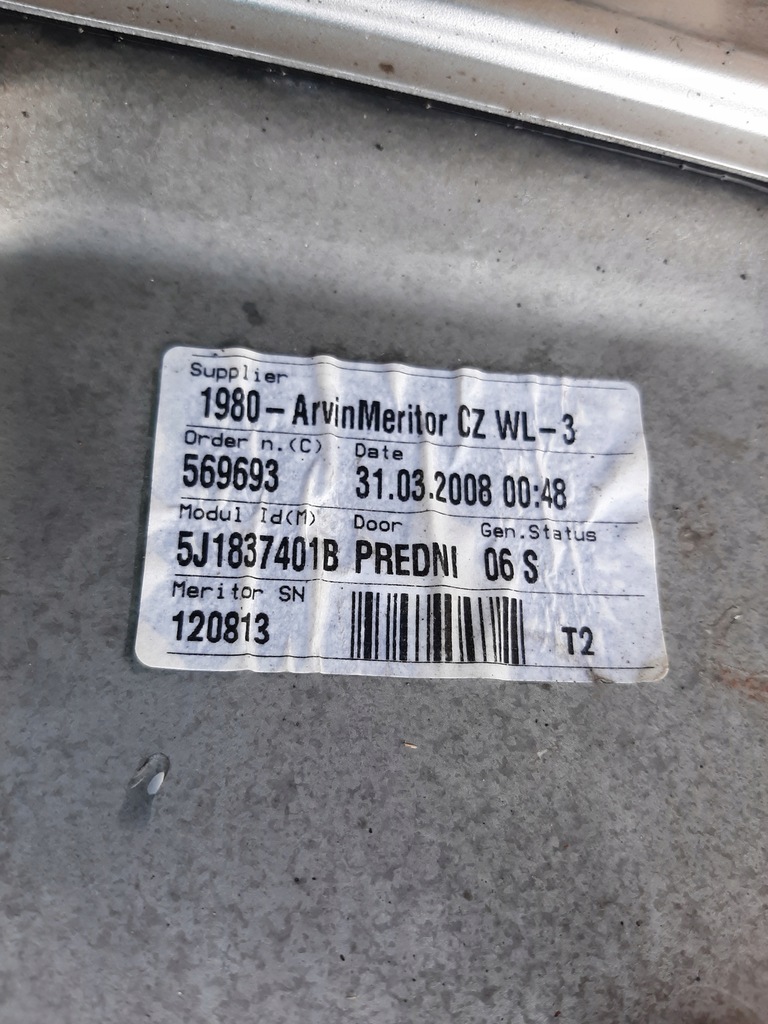 Supplier
1980-ArvinMeritor CZ WL-3
Order n.(C) Date
569693 31.03.2008 00:48
Modul Id(M) Door Gen.Status
5J1837401B PREDNI 06 S
Meritor SN
120813 T2